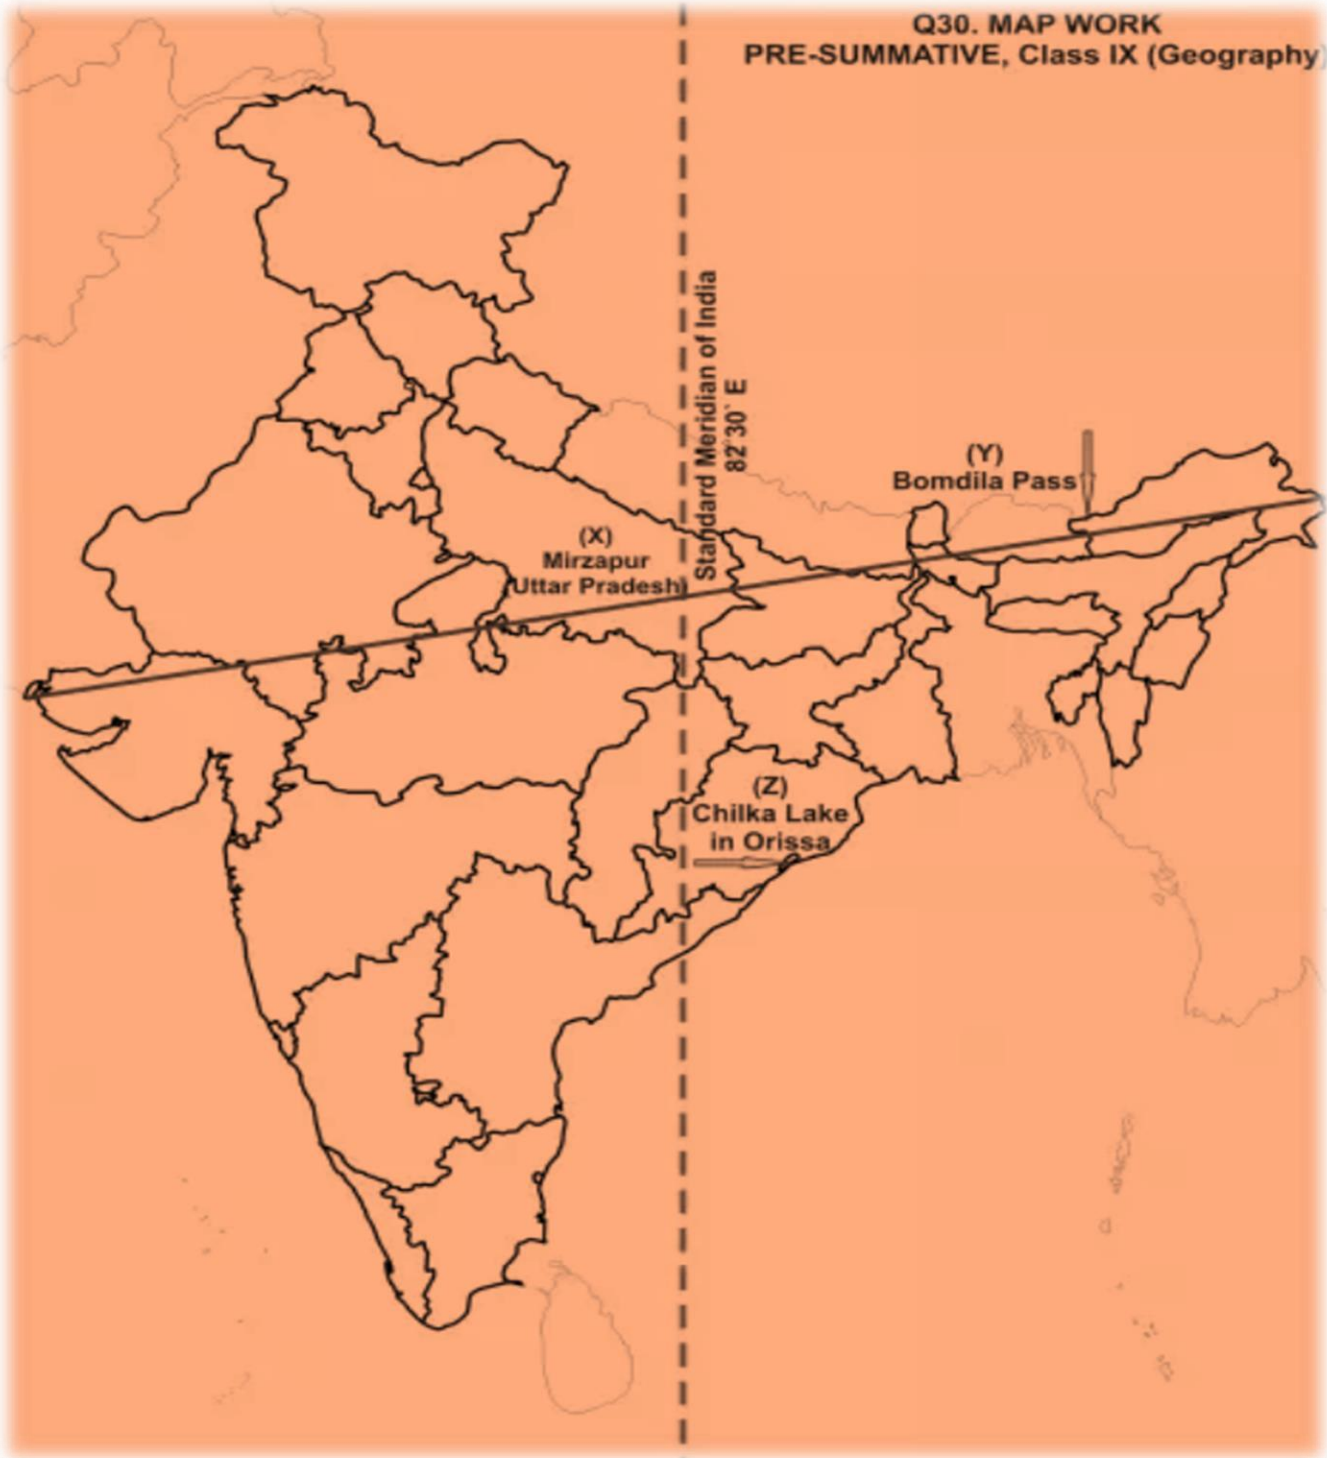 Q30. MAP WORK
PRE-SUMMATIVE, Class IX (Geography)
Standard Meridian of India
82°30` E
(Y)
Bomdila Pass
(X)
Mirzapur
Uttar Pradesh
(Z)
Chilka Lake
in Orissa